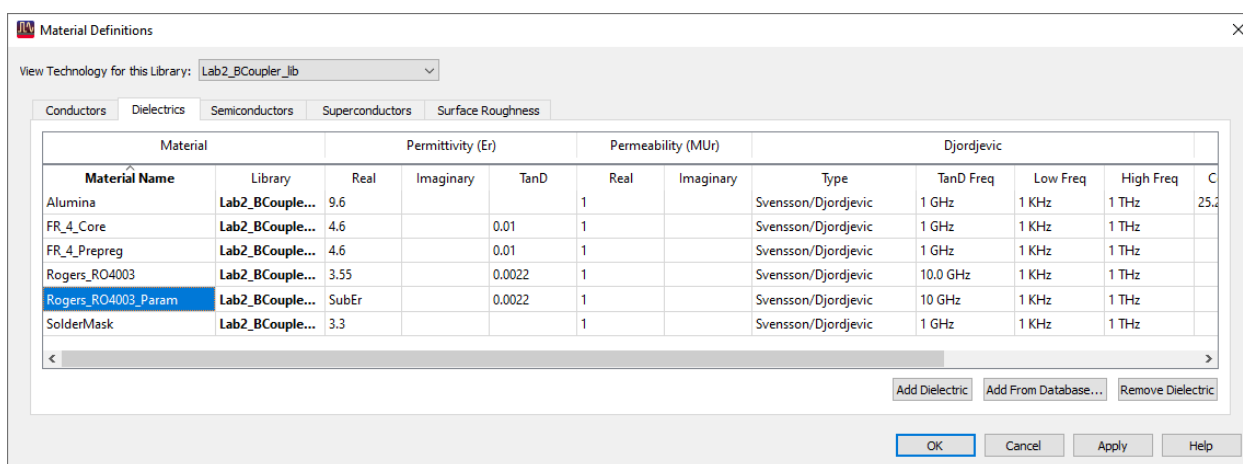 Material Definitions
View Technology for this Library: Lab2_BCoupler_lib
Conductors Dielectrics Semiconductors Superconductors Surface Roughness
Material Permittivity (Er) Permeability (MUr) Djordjevic
Material Name Library Real Imaginary TanD Real Imaginary Type TanD Freq Low Freq High Freq C
Alumina Lab2_BCouple... 9.6 1 Svensson/Djordjevic 1 GHz 1 KHz 1 THz 25.2
FR_4_Core Lab2_BCouple... 4.6 0.01 1 Svensson/Djordjevic 1 GHz 1 KHz 1 THz
FR_4_Prepreg Lab2_BCouple... 4.6 0.01 1 Svensson/Djordjevic 1 GHz 1 KHz 1 THz
Rogers_RO4003 Lab2_BCouple... 3.55 0.0022 1 Svensson/Djordjevic 10.0 GHz 1 KHz 1 THz
Rogers_RO4003_Param Lab2_BCouple... SubEr 0.0022 1 Svensson/Djordjevic 10 GHz 1 KHz 1 THz
SolderMask Lab2_BCouple... 3.3 1 Svensson/Djordjevic 1 GHz 1 KHz 1 THz
Add Dielectric Add From Database... Remove Dielectric
OK Cancel Apply Help